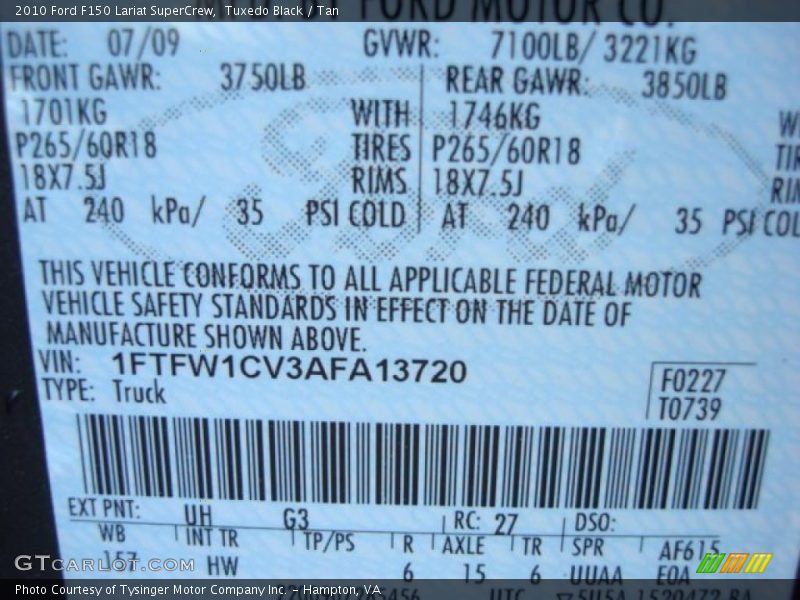 2010 Ford F150 Lariat SuperCrew, Tuxedo Black / Tan
FORD MOTOR CO.
DATE: 07/09 GVWR: 7100LB/ 3221KG
FRONT GAWR: 3750LB REAR GAWR: 3850LB
1701KG WITH 1746KG
P265/60R18 TIRES P265/60R18
18X7.5J RIMS 18X7.5J
AT 240 kPa/ 35 PSI COLD AT 240 kPa/ 35 PSI COL
THIS VEHICLE CONFORMS TO ALL APPLICABLE FEDERAL MOTOR
VEHICLE SAFETY STANDARDS IN EFFECT ON THE DATE OF
MANUFACTURE SHOWN ABOVE.
VIN: 1FTFW1CV3AFA13720
TYPE: Truck
F0227
T0739
EXT PNT: UH G3 RC: 27 DSO:
WB INT TR TP/PS R AXLE TR SPR AF615
157 HW 6 15 6 UUAA EOA
GTcarlot.com
Photo Courtesy of Tysinger Motor Company Inc. - Hampton, VA